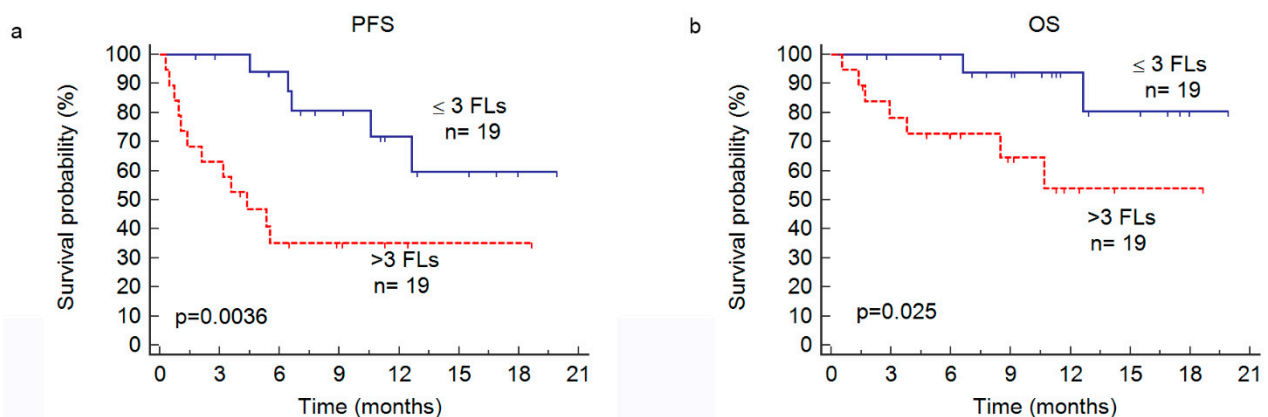 a
PFS
100
90
80
70
60
50
40
30
20
10
0
Survival probability (%)
≤ 3 FLs
n= 19
>3 FLs
n= 19
p=0.0036
0 3 6 9 12 15 18 21
Time (months)
b
OS
100
90
80
70
60
50
40
30
20
10
0
Survival probability (%)
≤ 3 FLs
n= 19
>3 FLs
n= 19
p=0.025
0 3 6 9 12 15 18 21
Time (months)